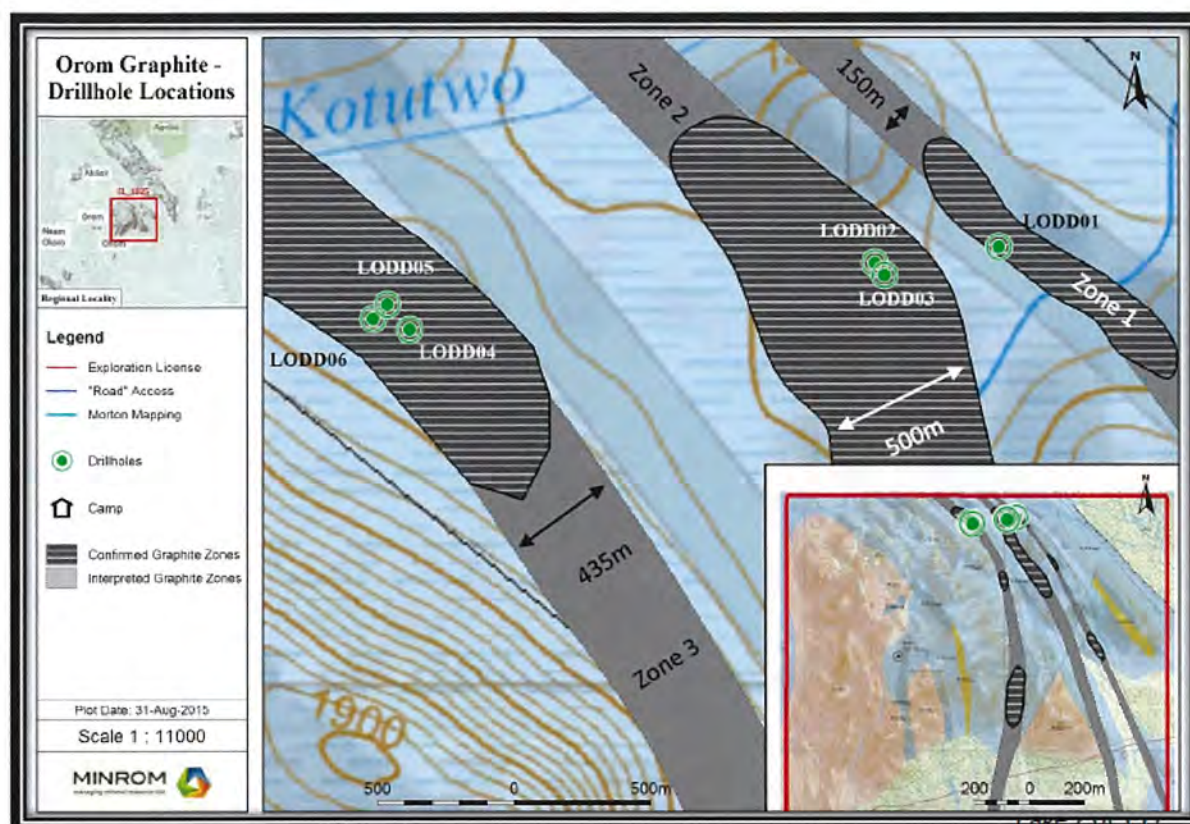 Orom Graphite -
Drillhole Locations
Orom
Regional Locality
Legend
Exploration License
"Road" Access
Morton Mapping
Drillholes
Camp
Confirmed Graphite Zones
Interpreted Graphite Zones
Plot Date: 31-Aug-2015
Scale 1 : 11000
MINROM
Kotutwo
Zone 2
150m
N
LODD01
LODD02
LODD03
Zone 1
LODD05
LODD04
LODD06
500m
435m
Zone 3
1900
500 0 500m
N
200 0 200m